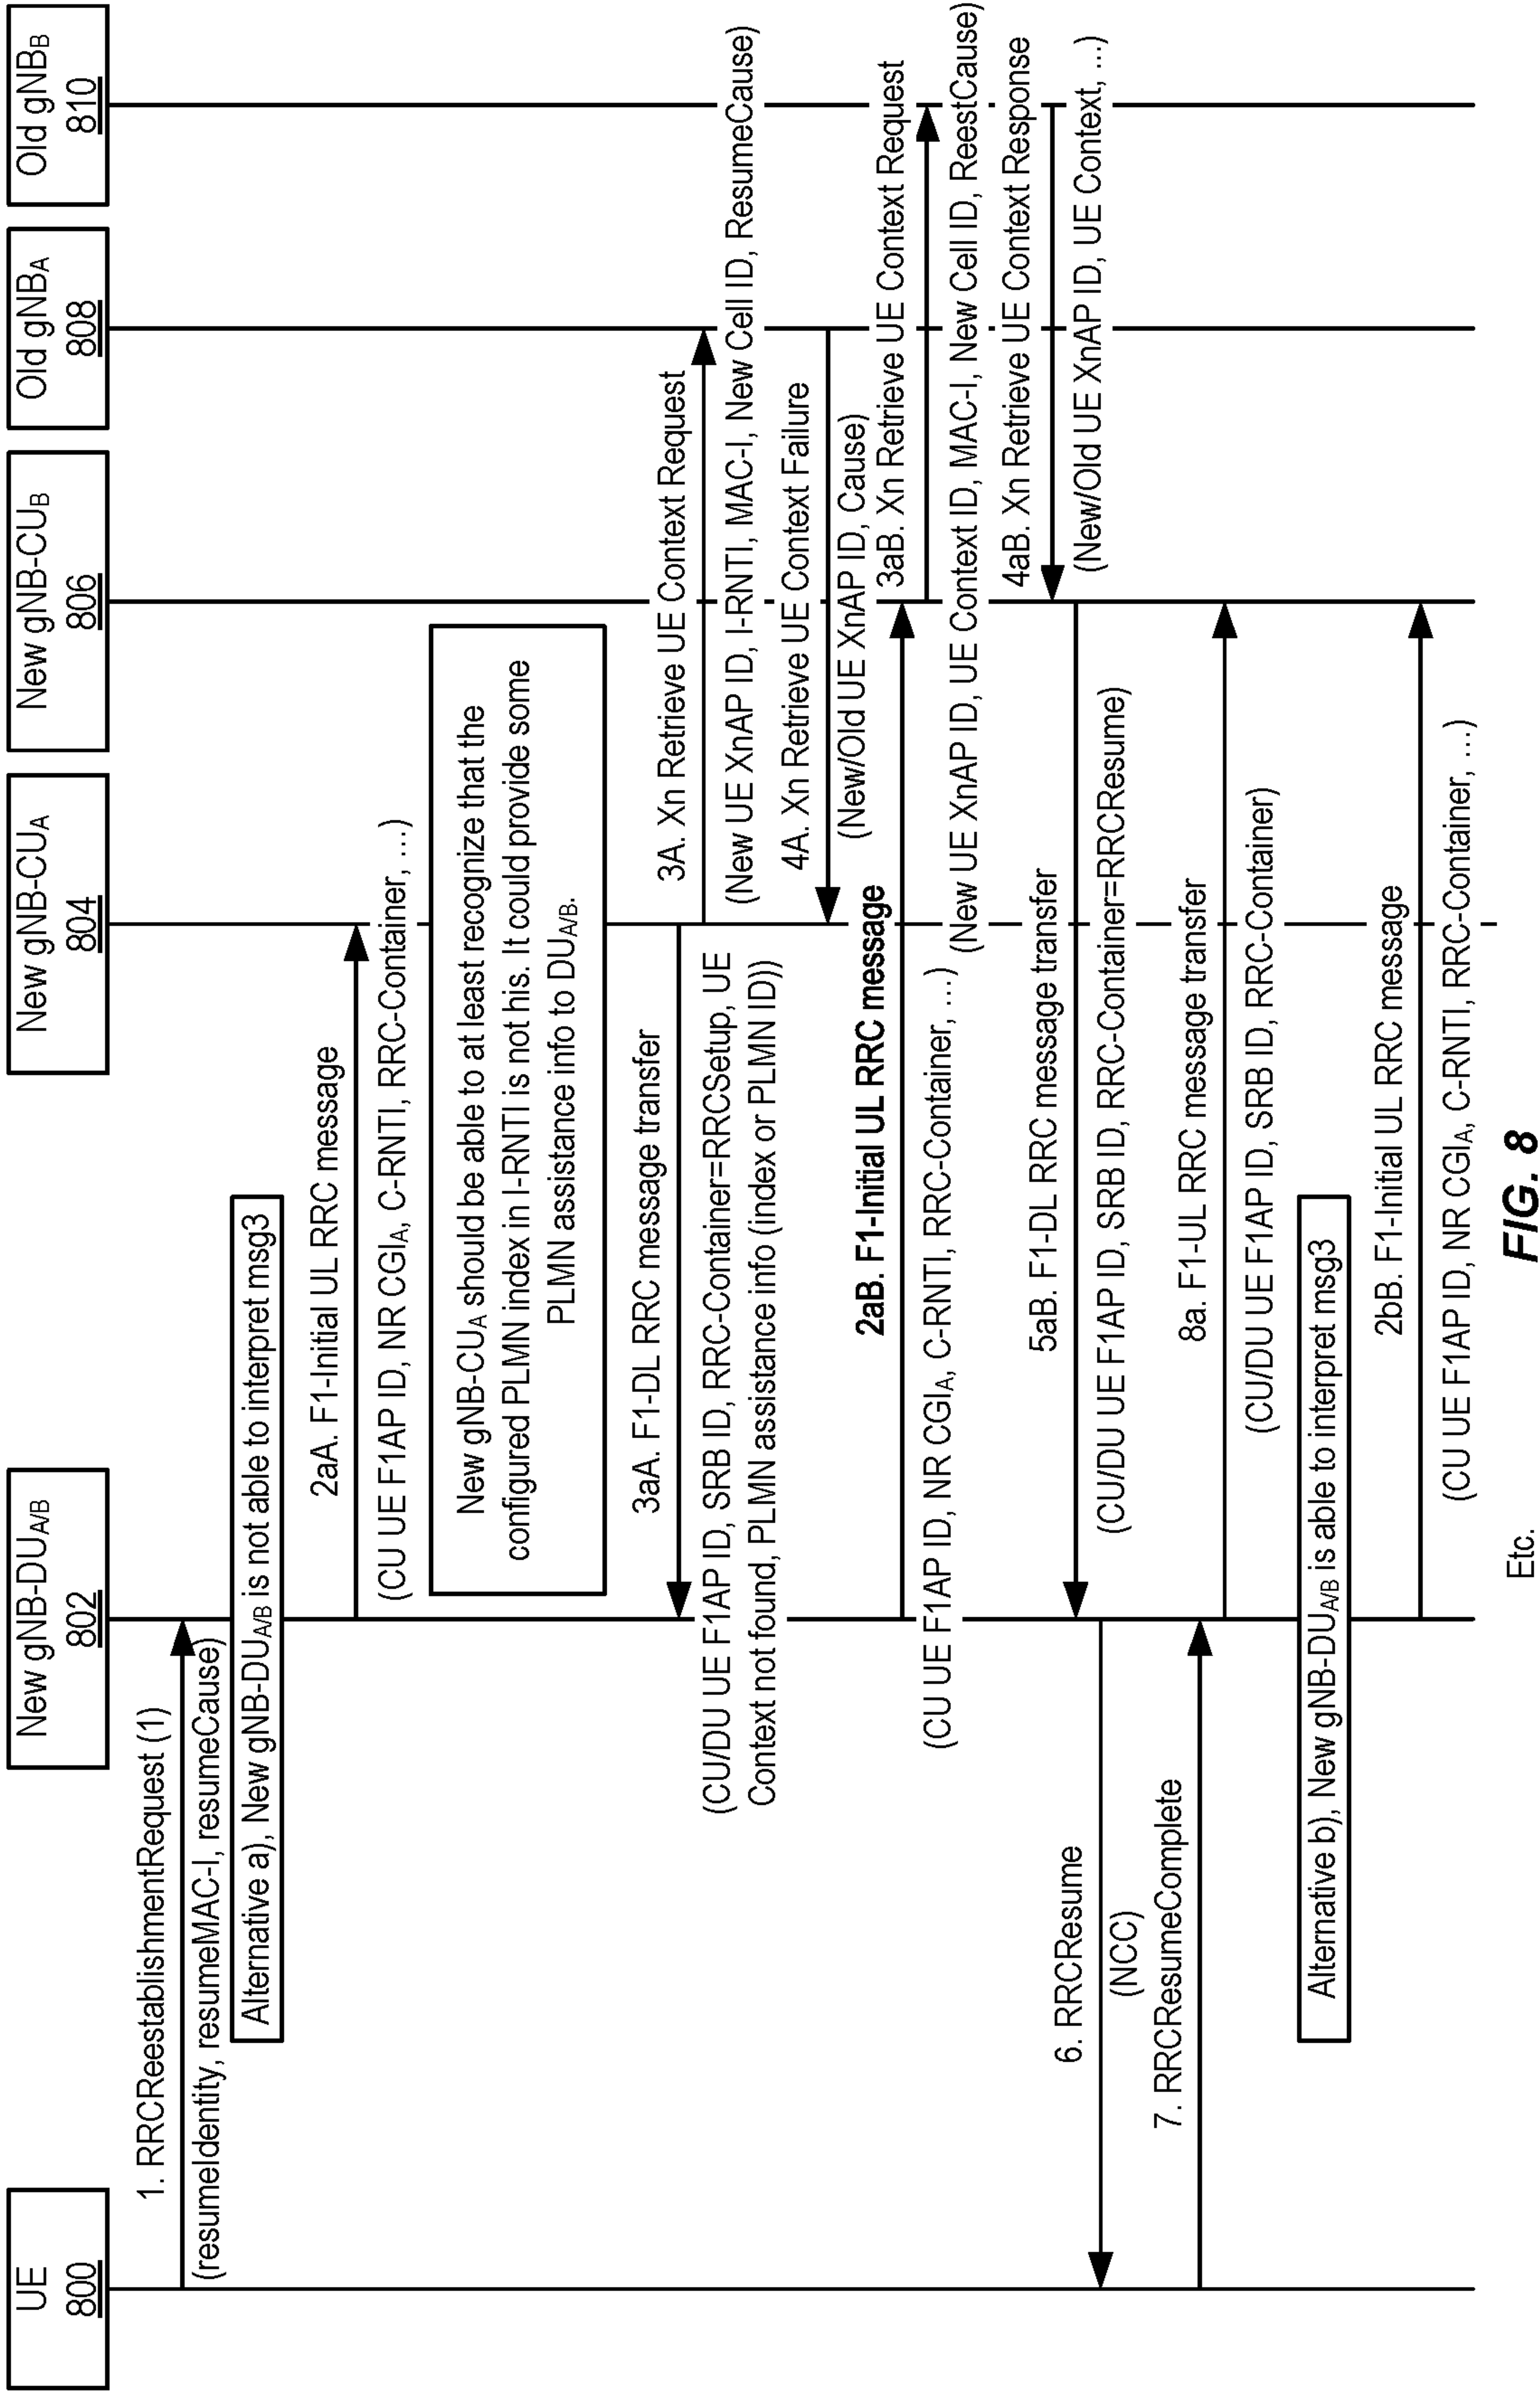 UE
800
New gNB-DUA/B
802
New gNB-CUA
804
New gNB-CUB
806
Old gNBA
808
Old gNBB
810
1. RRCReestablishmentRequest (1)
(resumeIdentity, resumeMAC-I, resumeCause)
Alternative a), New gNB-DUA/B is not able to interpret msg3
2aA. F1-Initial UL RRC message
(CU UE F1AP ID, NR CGIA, C-RNTI, RRC-Container, ...)
New gNB-CUA should be able to at least recognize that the
configured PLMN index in I-RNTI is not his. It could provide some
PLMN assistance info to DUA/B.
3aA. F1-DL RRC message transfer
(CU/DU UE F1AP ID, SRB ID, RRC-Container=RRCSetup, UE
Context not found, PLMN assistance info (index or PLMN ID))
3A. Xn Retrieve UE Context Request
(New UE XnAP ID, I-RNTI, MAC-I, New Cell ID, ResumeCause)
4A. Xn Retrieve UE Context Failure
(New/Old UE XnAP ID, Cause)
2aB. F1-Initial UL RRC message
(CU UE F1AP ID, NR CGIA, C-RNTI, RRC-Container, ...)
3aB. Xn Retrieve UE Context Request
(New UE XnAP ID, UE Context ID, MAC-I, New Cell ID, ReestCause)
4aB. Xn Retrieve UE Context Response
(New/Old UE XnAP ID, UE Context, ...)
5aB. F1-DL RRC message transfer
(CU/DU UE F1AP ID, SRB ID, RRC-Container=RRCResume)
6. RRCResume
(NCC)
7. RRCResumeComplete
8a. F1-UL RRC message transfer
(CU/DU UE F1AP ID, SRB ID, RRC-Container)
Alternative b), New gNB-DUA/B is able to interpret msg3
2bB. F1-Initial UL RRC message
(CU UE F1AP ID, NR CGIA, C-RNTI, RRC-Container, ...)
Etc.
FIG. 8